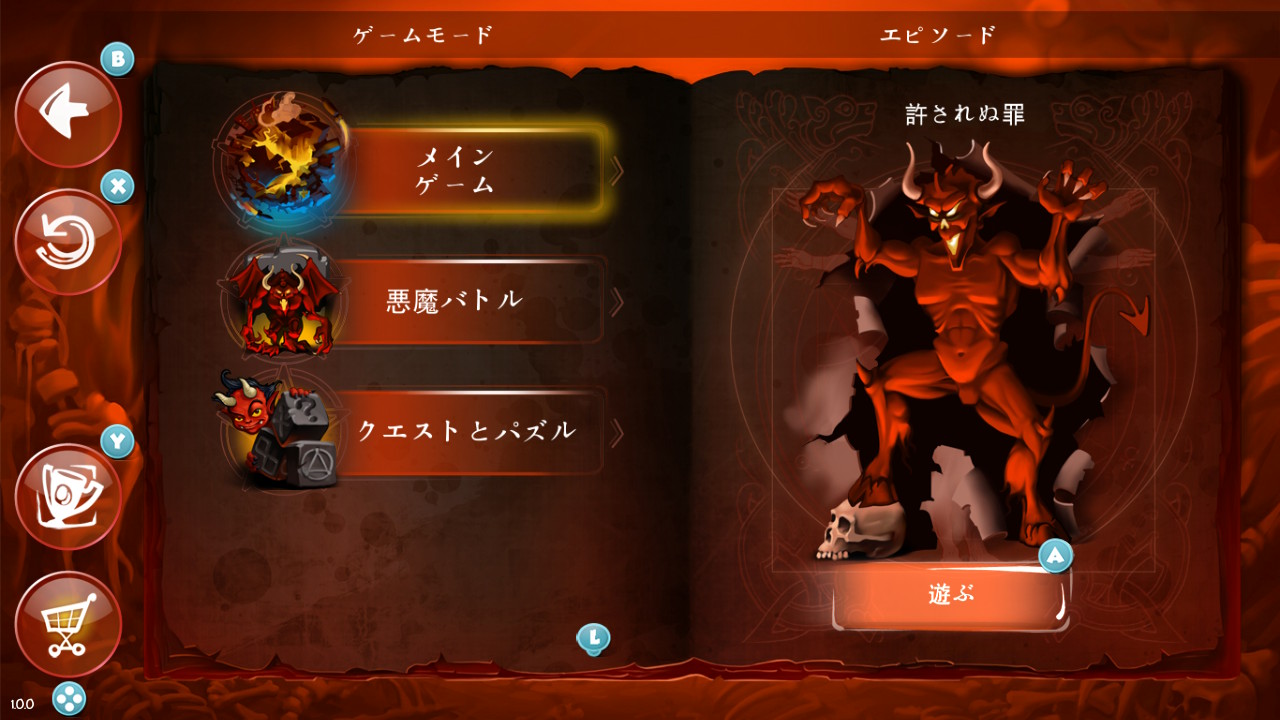 ゲームモード
エピソード
B
許されぬ罪
メイン
ゲーム
X
悪魔バトル
クエストとパズル
Y
A
遊ぶ
L
1.0.0